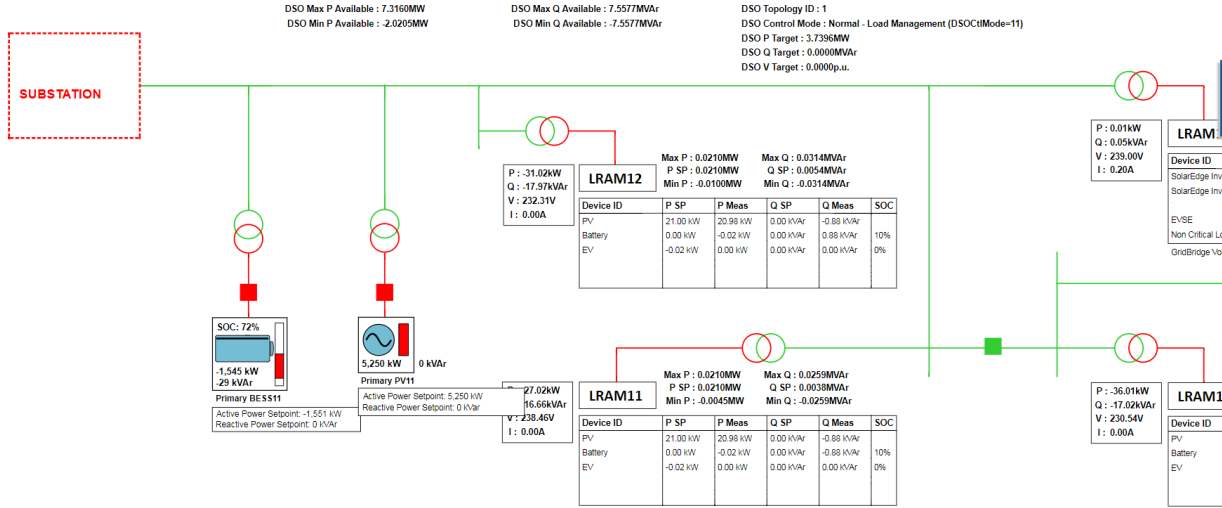 DSO Max P Available : 7.3160MW
DSO Min P Available : -2.0205MW
DSO Max Q Available : 7.5577MVAr
DSO Min Q Available : -7.5577MVAr
DSO Topology ID : 1
DSO Control Mode : Normal - Load Management (DSOCtlMode=11)
DSO P Target : 3.7396MW
DSO Q Target : 0.0000MVAr
DSO V Target : 0.0000p.u.
SUBSTATION
P : -31.02kW
Q : -17.97kVAr
V : 232.31V
I : 0.00A
LRAM12
Max P : 0.0210MW
P SP : 0.0210MW
Min P : -0.0100MW
Max Q : 0.0314MVAr
Q SP : 0.0054MVAr
Min Q : -0.0314MVAr
Device ID P SP P Meas Q SP Q Meas SOC
PV 21.00 kW 20.98 kW 0.00 kVAr -0.88 kVAr
Battery 0.00 kW -0.02 kW 0.00 kVAr 0.88 kVAr 10%
EV -0.02 kW 0.00 kW 0.00 kVAr 0.00 kVAr 0%
P : 0.01kW
Q : 0.05kVAr
V : 239.00V
I : 0.20A
LRAM
Device ID
SolarEdge Inv
SolarEdge Inv
EVSE
Non Critical Lo
GridBridge Vo
SOC: 72%
-1,545 kW
-29 kVAr
Primary BESS11
Active Power Setpoint: -1,551 kW
Reactive Power Setpoint: 0 kVar
5,250 kW 0 kVAr
Primary PV11
Active Power Setpoint: 5,250 kW
Reactive Power Setpoint: 0 kVar
27.02kW
16.66kVAr
V : 238.46V
I : 0.00A
LRAM11
Max P : 0.0210MW
P SP : 0.0210MW
Min P : -0.0045MW
Max Q : 0.0259MVAr
Q SP : 0.0038MVAr
Min Q : -0.0259MVAr
Device ID P SP P Meas Q SP Q Meas SOC
PV 21.00 kW 20.98 kW 0.00 kVAr -0.88 kVAr
Battery 0.00 kW -0.02 kW 0.00 kVAr -0.88 kVAr 10%
EV -0.02 kW 0.00 kW 0.00 kVAr 0.00 kVAr 0%
P : -36.01kW
Q : -17.02kVAr
V : 230.54V
I : 0.00A
LRAM1
Device ID
PV
Battery
EV